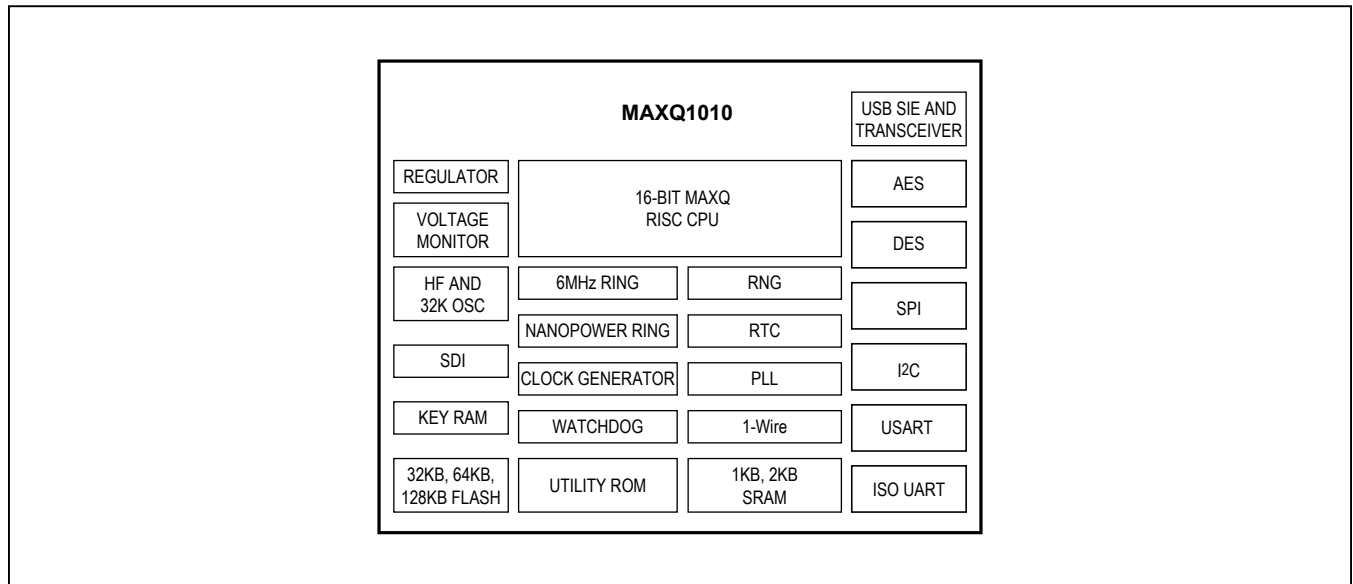 MAXQ1010
USB SIE AND
TRANSCEIVER
REGULATOR
16-BIT MAXQ
RISC CPU
AES
VOLTAGE
MONITOR
DES
HF AND
32K OSC
6MHz RING
RNG
SPI
NANOPOWER RING
RTC
SDI
CLOCK GENERATOR
PLL
I2C
KEY RAM
WATCHDOG
1-Wire
USART
32KB, 64KB,
128KB FLASH
UTILITY ROM
1KB, 2KB
SRAM
ISO UART